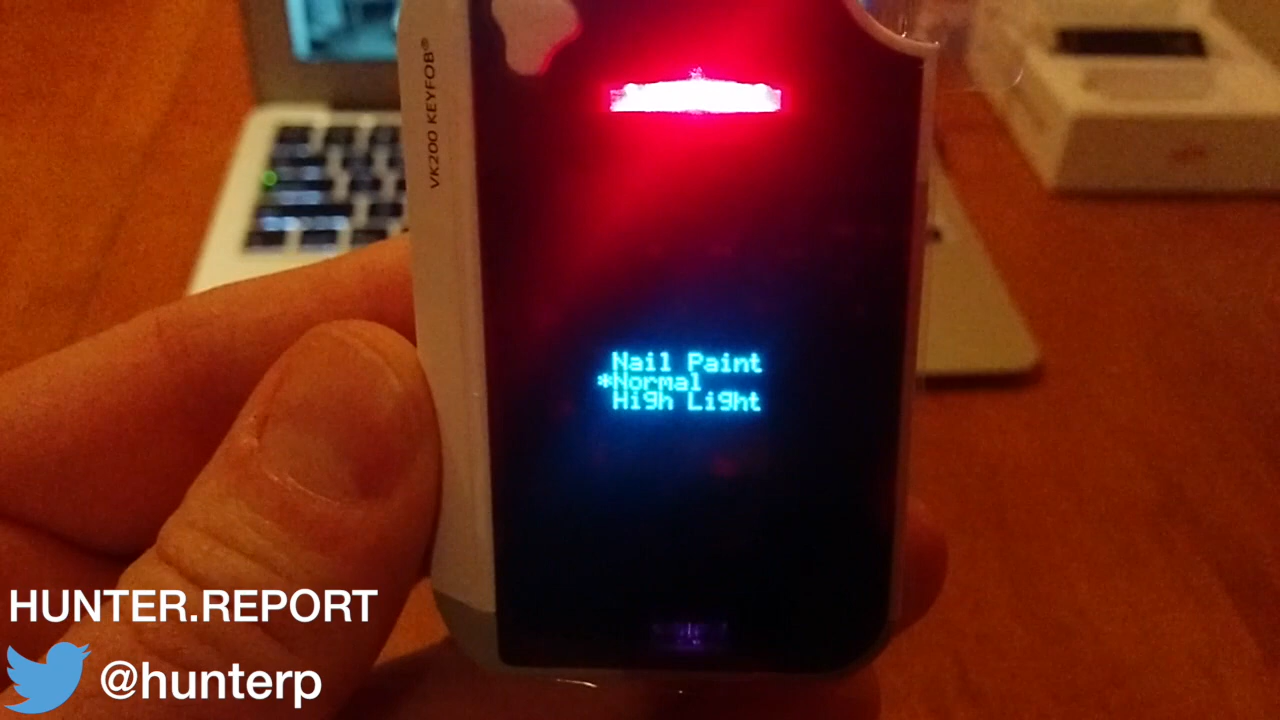 VK200 KEYFOB®
Nail Paint
*Normal
High Light
HUNTER.REPORT
@hunterp